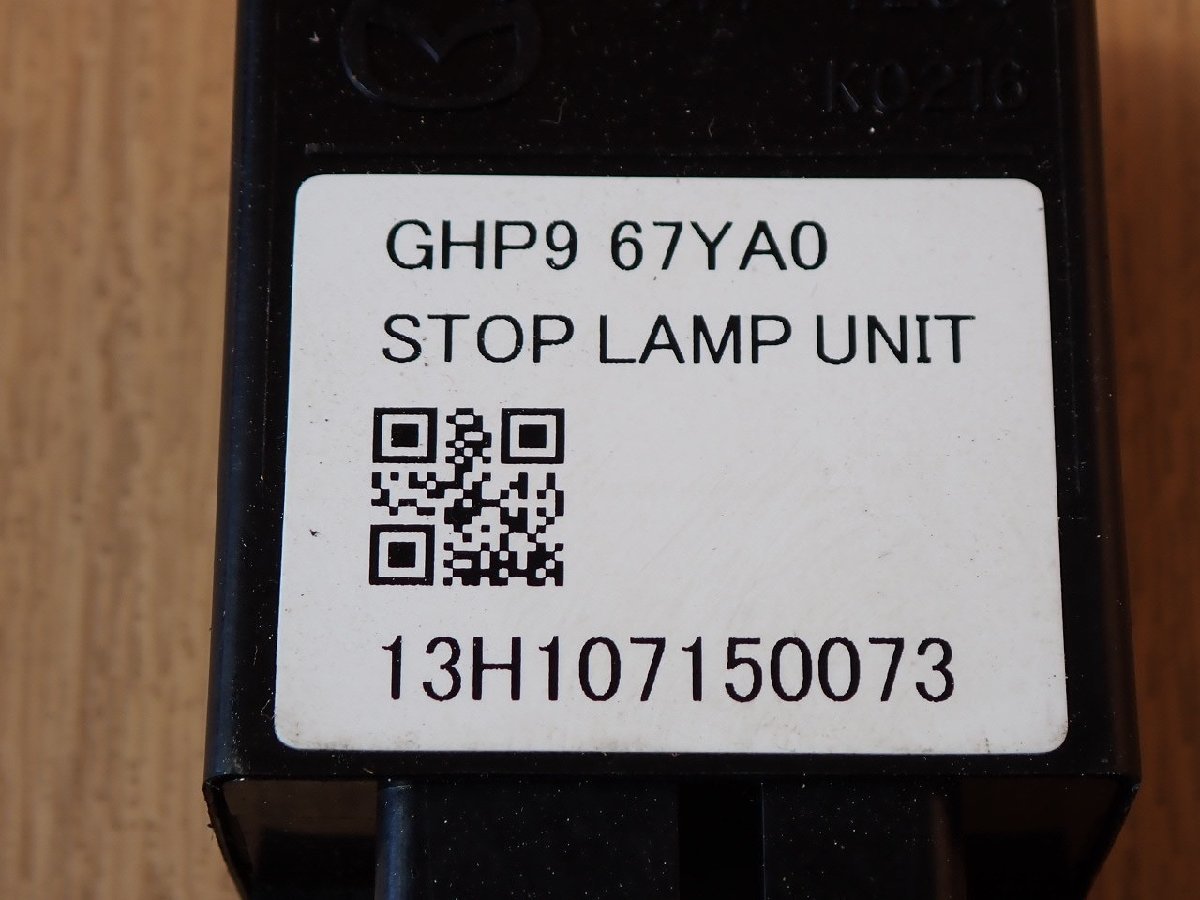 K0216
GHP9 67YA0
STOP LAMP UNIT
13H107150073